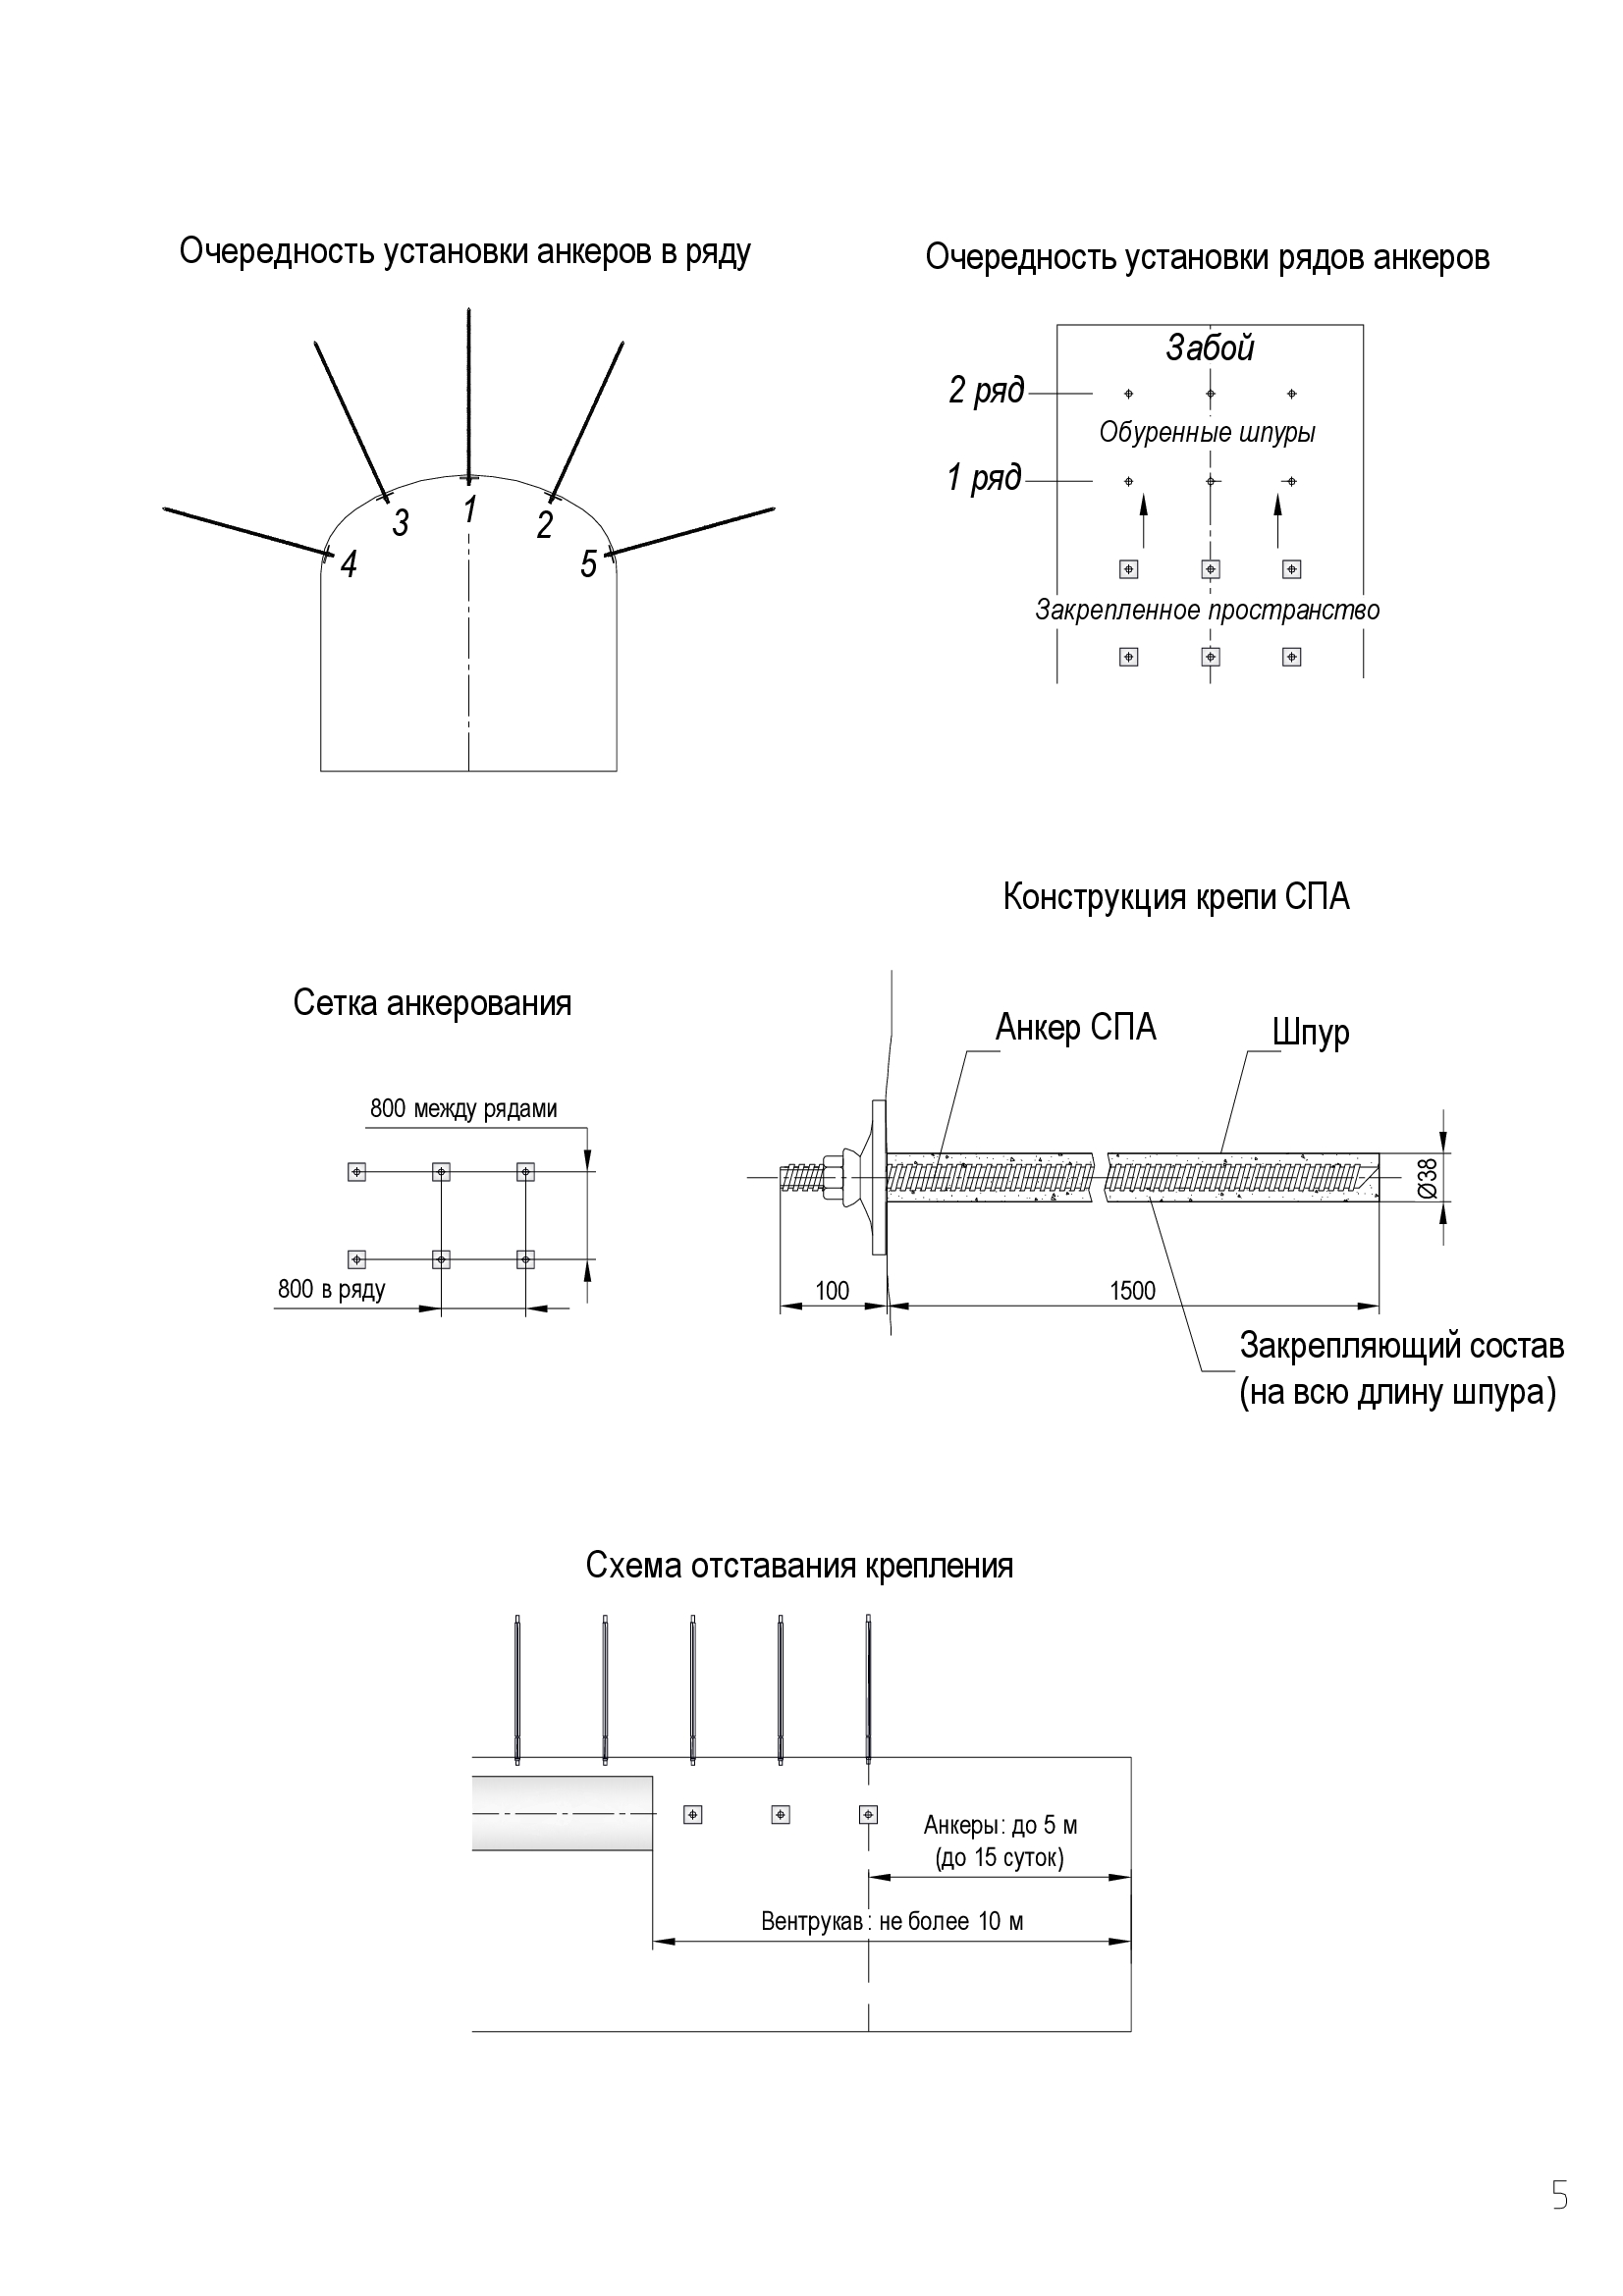 Очередность установки анкеров в ряду
1
3
2
4
5
Очередность установки рядов анкеров
Забой
2 ряд
Обуренные шпуры
1 ряд
Закрепленное пространство
Сетка анкерования
800 между рядами
800 в ряду
Конструкция крепи СПА
Анкер СПА
Шпур
Ø38
100
1500
Закрепляющий состав
(на всю длину шпура)
Схема отставания крепления
Анкеры: до 5 м
(до 15 суток)
Вентрукав: не более 10 м
5